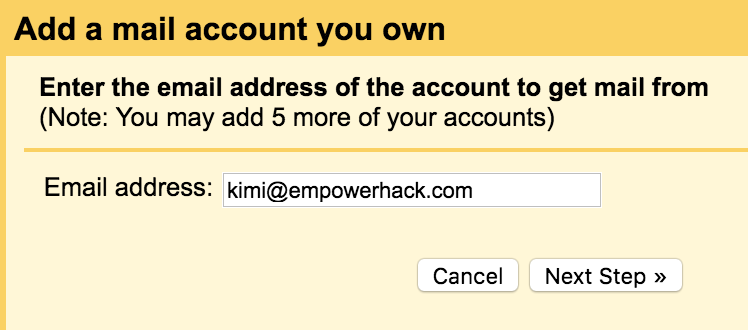 Add a mail account you own
Enter the email address of the account to get mail from
(Note: You may add 5 more of your accounts)
Email address: kimi@empowerhack.com
Cancel Next Step »